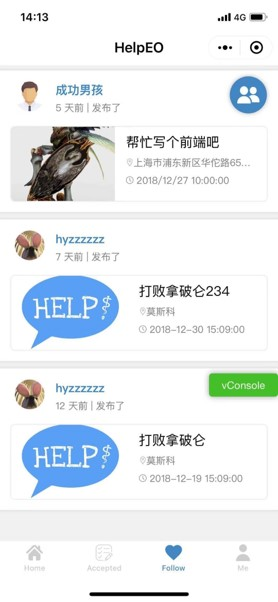 14:13
4G
HelpEO
成功男孩
5 天前 | 发布了
帮忙写个前端吧
上海市浦东新区华佗路65...
2018/12/27 10:00:00
hyzzzzzz
7 天前 | 发布了
HELP!
打败拿破仑234
莫斯科
2018-12-30 15:09:00
hyzzzzzz
vConsole
12 天前 | 发布了
HELP!
打败拿破仑
莫斯科
2018-12-19 15:09:00
Home
Accepted
Follow
Me